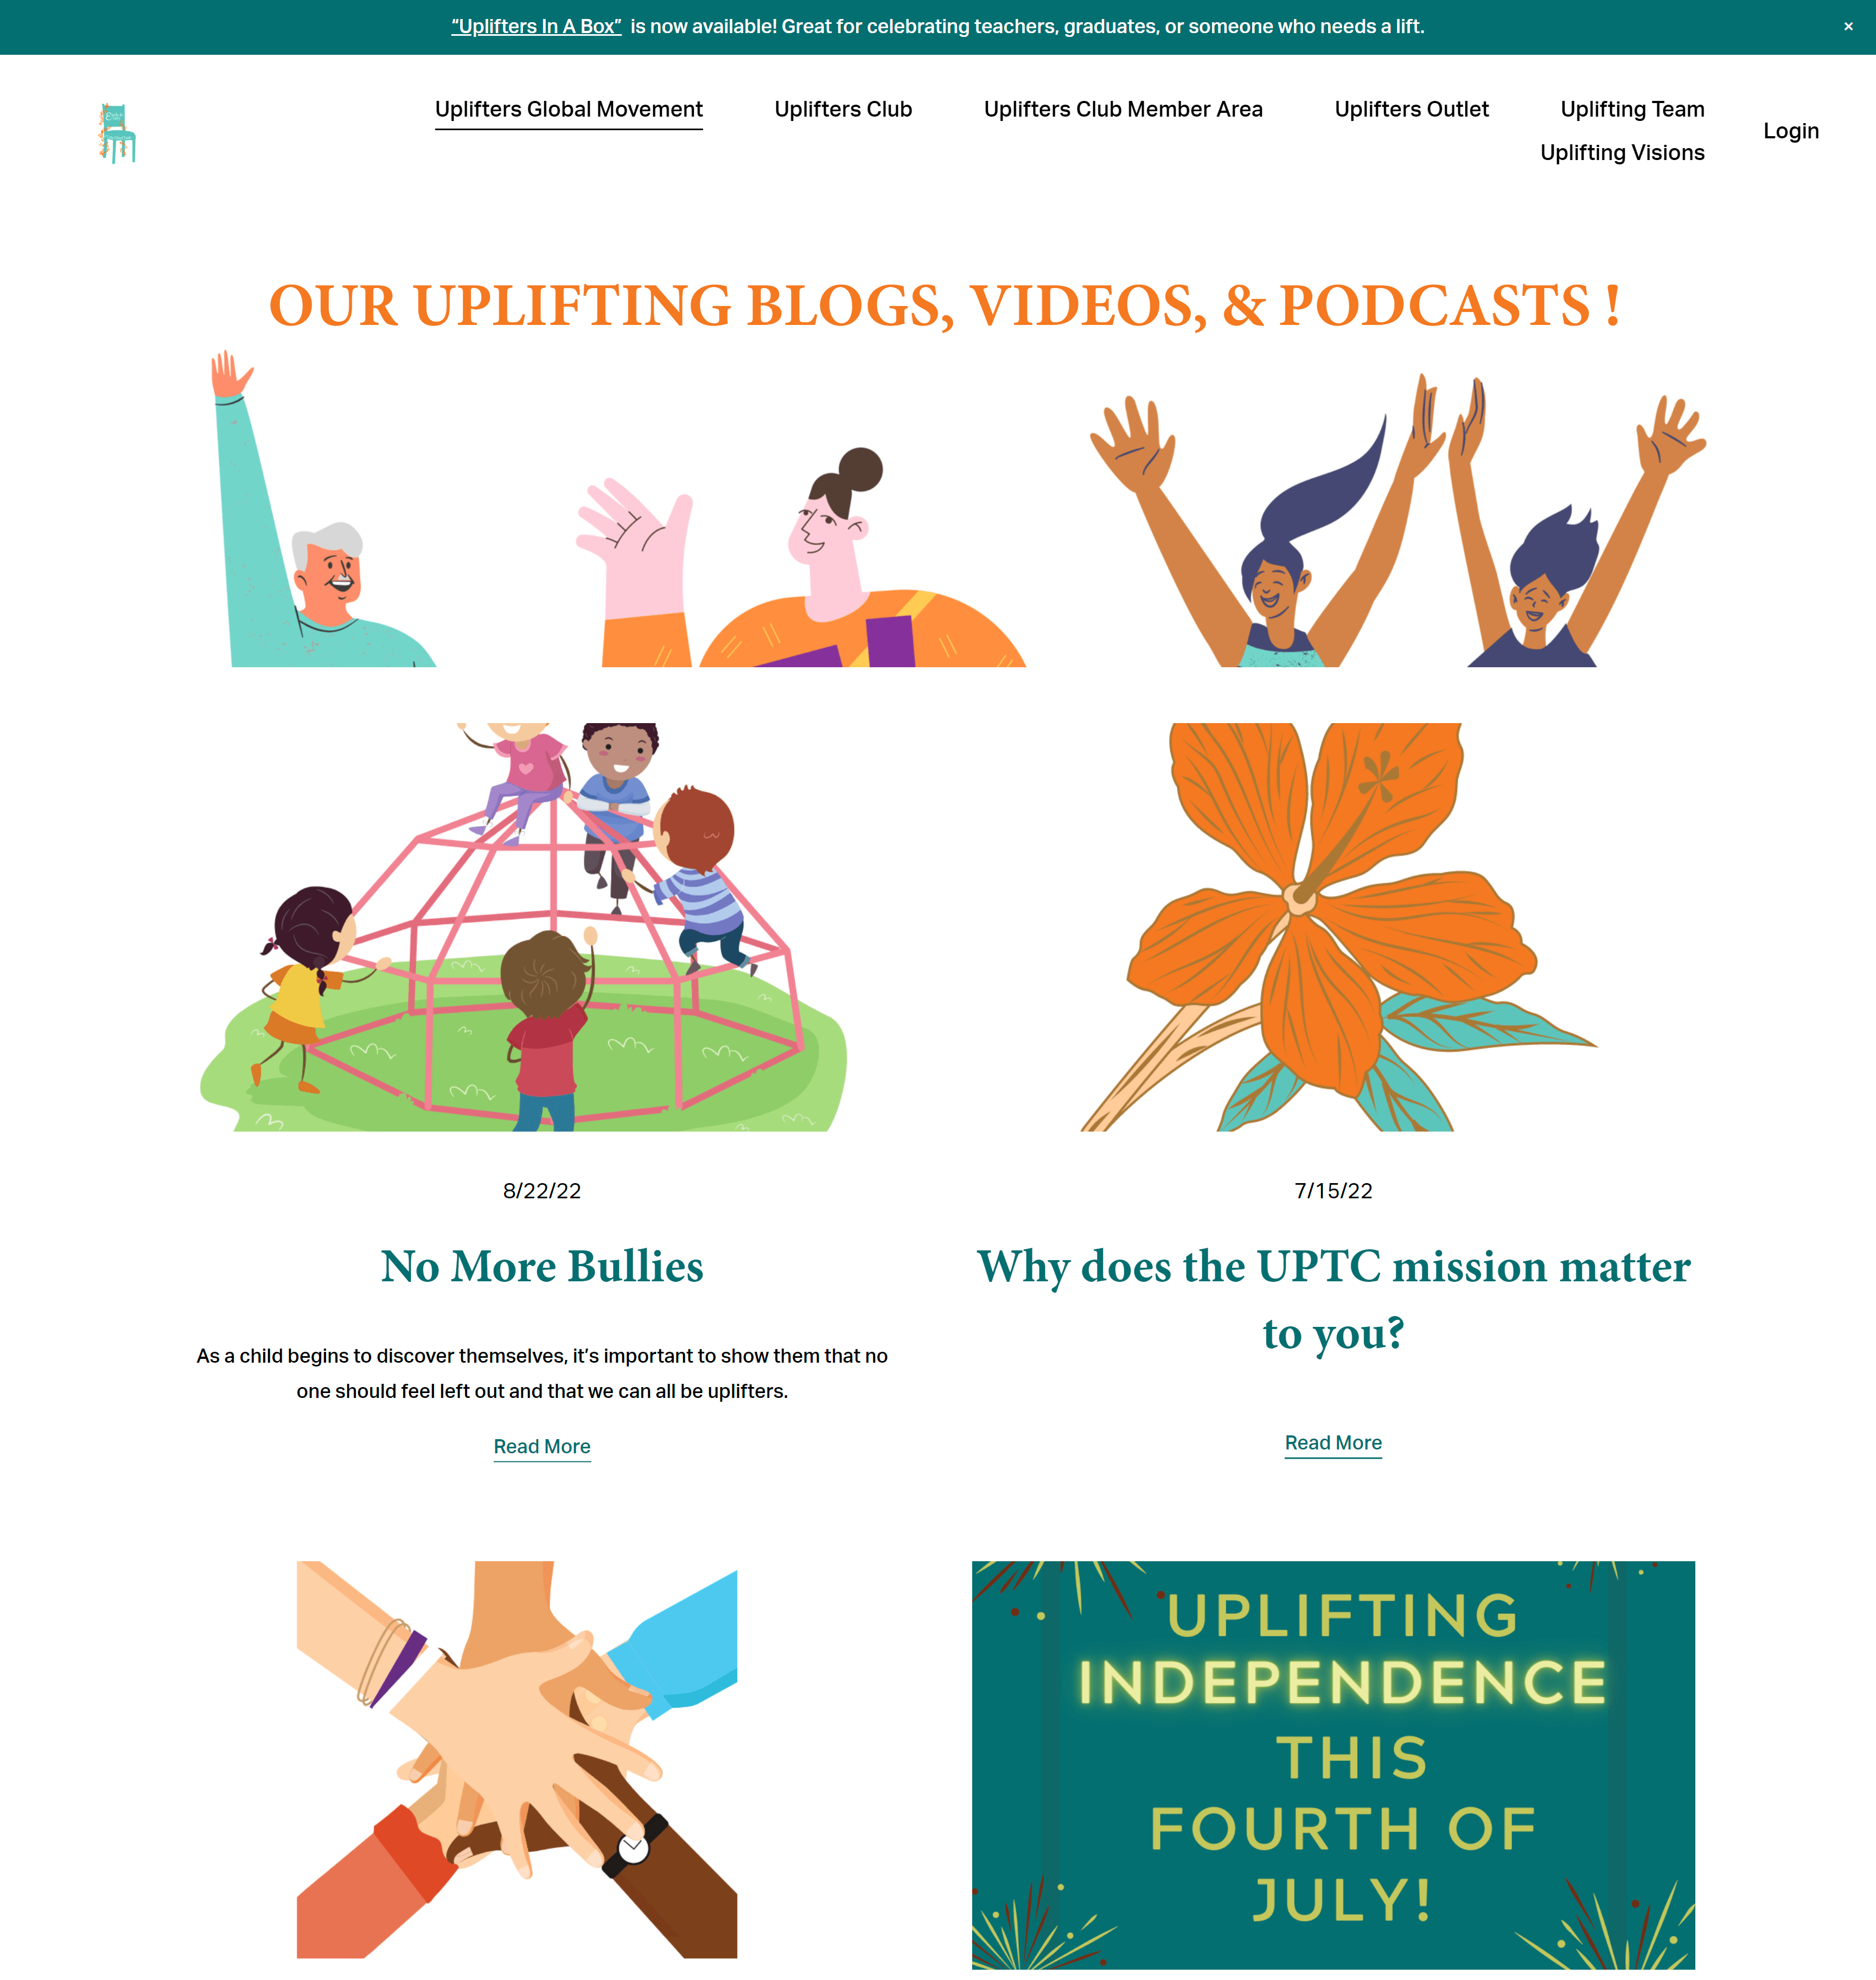 “Uplifters In A Box” is now available! Great for celebrating teachers, graduates, or someone who needs a lift.
×
Uplifters Global Movement
Uplifters Club
Uplifters Club Member Area
Uplifters Outlet
Uplifting Team
Uplifting Visions
Login
OUR UPLIFTING BLOGS, VIDEOS, & PODCASTS !
8/22/22
No More Bullies
As a child begins to discover themselves, it’s important to show them that no
one should feel left out and that we can all be uplifters.
Read More
7/15/22
Why does the UPTC mission matter
to you?
Read More
UPLIFTING
INDEPENDENCE
THIS
FOURTH OF
JULY!